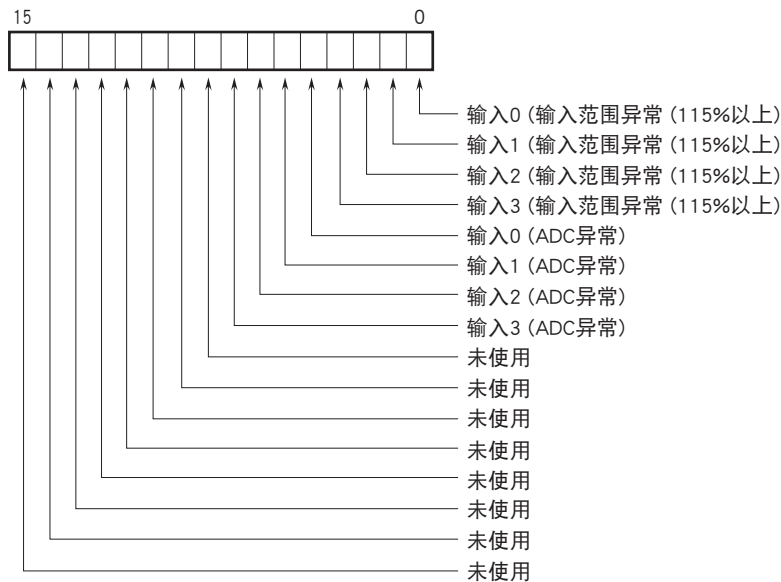 15 0
输入0 (输入范围异常 (115%以上)
输入1 (输入范围异常 (115%以上)
输入2 (输入范围异常 (115%以上)
输入3 (输入范围异常 (115%以上)
输入0 (ADC异常)
输入1 (ADC异常)
输入2 (ADC异常)
输入3 (ADC异常)
未使用
未使用
未使用
未使用
未使用
未使用
未使用
未使用